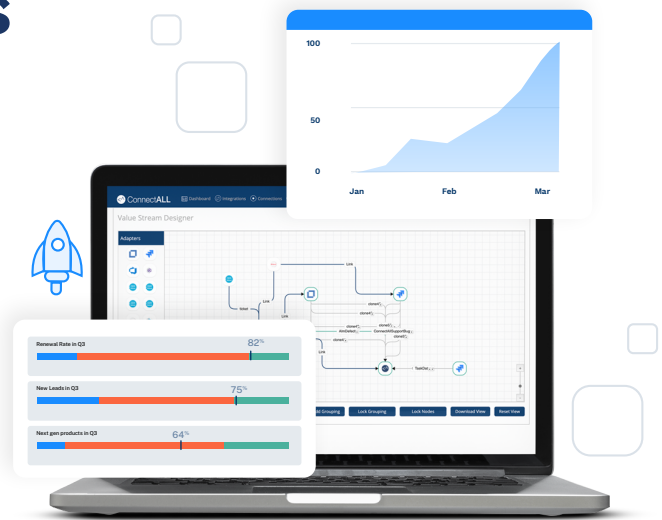 s
100
50
0
Jan Feb Mar
ConnectALL Dashboard Integrations Connections
Value Stream Designer
Adapters
Link
Link
Link
Link
Renewal Rate in Q3 82%
New Leads in Q3 75%
Next gen products in Q3 64%
Grouping Lock Grouping Lock Nodes Download View Reset View